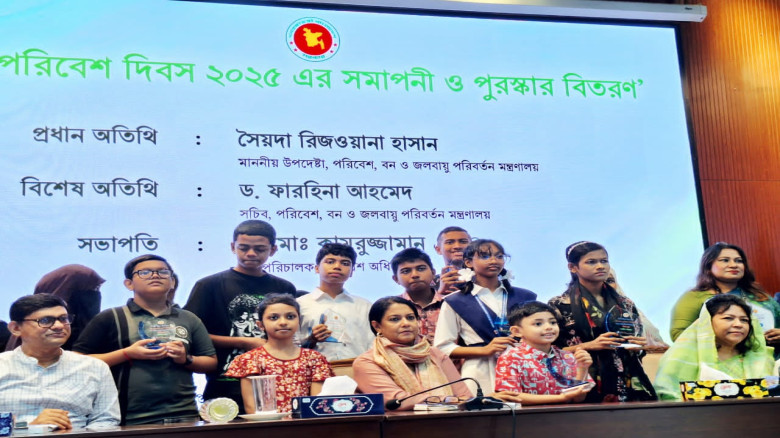 পরিবেশ দিবস ২০২৫ এর সমাপনী ও পুরস্কার বিতরণ’
প্রধান অতিথি : সৈয়দা রিজওয়ানা হাসান
মাননীয় উপদেষ্টা, পরিবেশ, বন ও জলবায়ু পরিবর্তন মন্ত্রণালয়
বিশেষ অতিথি : ড. ফারহিনা আহমেদ
সচিব, পরিবেশ, বন ও জলবায়ু পরিবর্তন মন্ত্রণালয়
সভাপতি : মোঃ কামরুজ্জামান